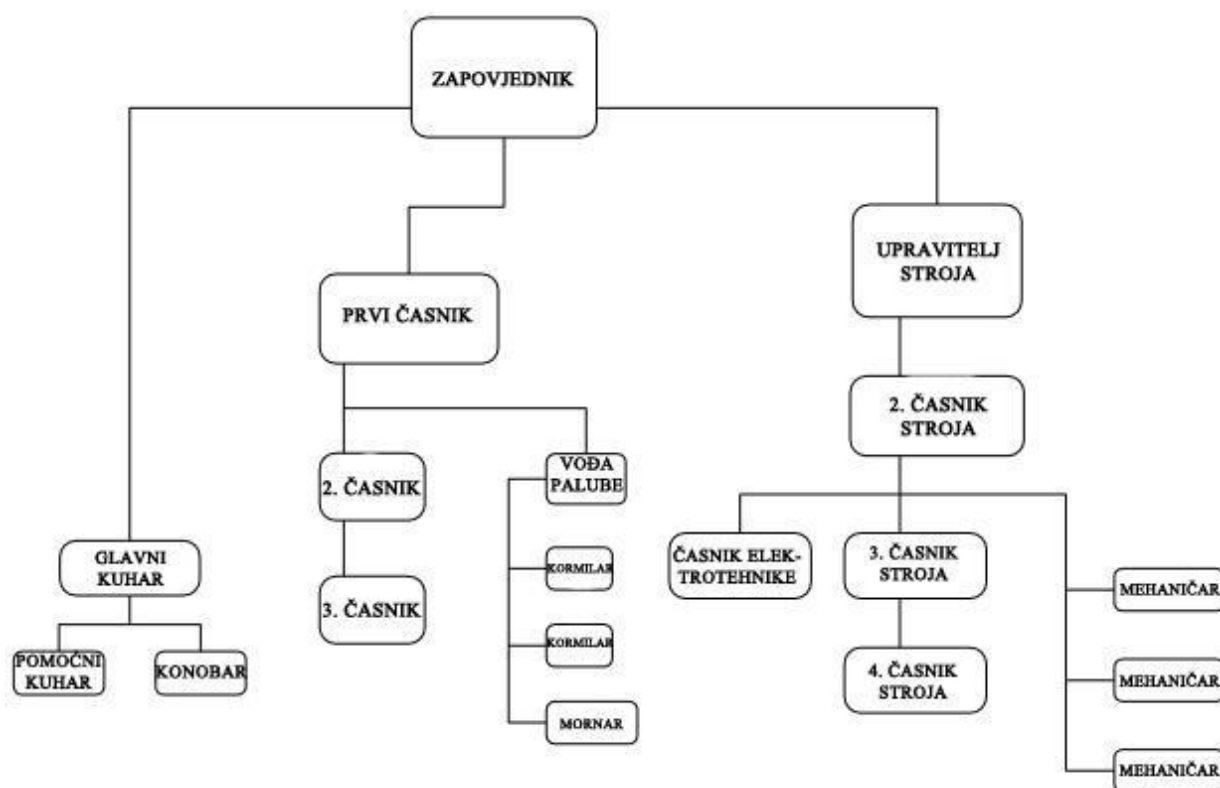 ZAPOVJEDNIK
UPRAVITELJ
STROJA
PRVI ČASNIK
2. ČASNIK
STROJA
2. ČASNIK
VOĐA
PALUBE
GLAVNI
KUHAR
ČASNIK ELEK-
TROTEHNIKE
3. ČASNIK
STROJA
KORMILAR
MEHANIČAR
3. ČASNIK
KORMILAR
POMOĆNI
KUHAR
KONOBAR
4. ČASNIK
STROJA
MEHANIČAR
MORNAR
MEHANIČAR